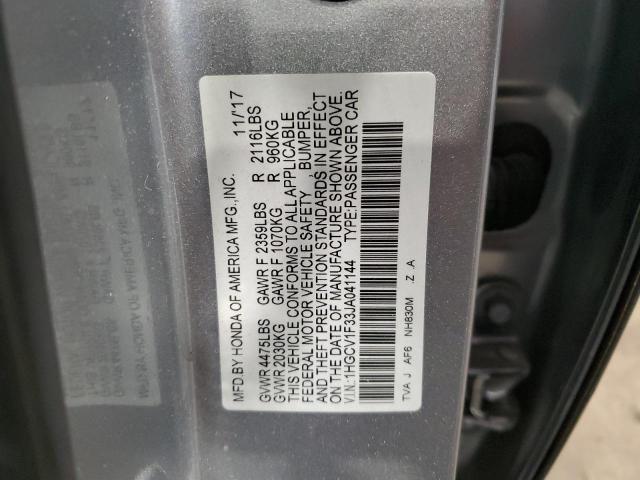 MFD.BY HONDA OF AMERICA MFG.,INC. 11/17
GVWR 4475LBS GAWR F 2359LBS R 2116LBS
GVWR 2030KG GAWR F 1070KG R 960KG
THIS VEHICLE CONFORMS TO ALL APPLICABLE
FEDERAL MOTOR VEHICLE SAFETY , BUMPER,
AND THEFT PREVENTION STANDARDS IN EFFECT
ON THE DATE OF MANUFACTURE SHOWN ABOVE.
V.I.N.:1HGCV1F33JA041144 TYPE:PASSENGER CAR
TVA J AF6 NH830M .Z .A